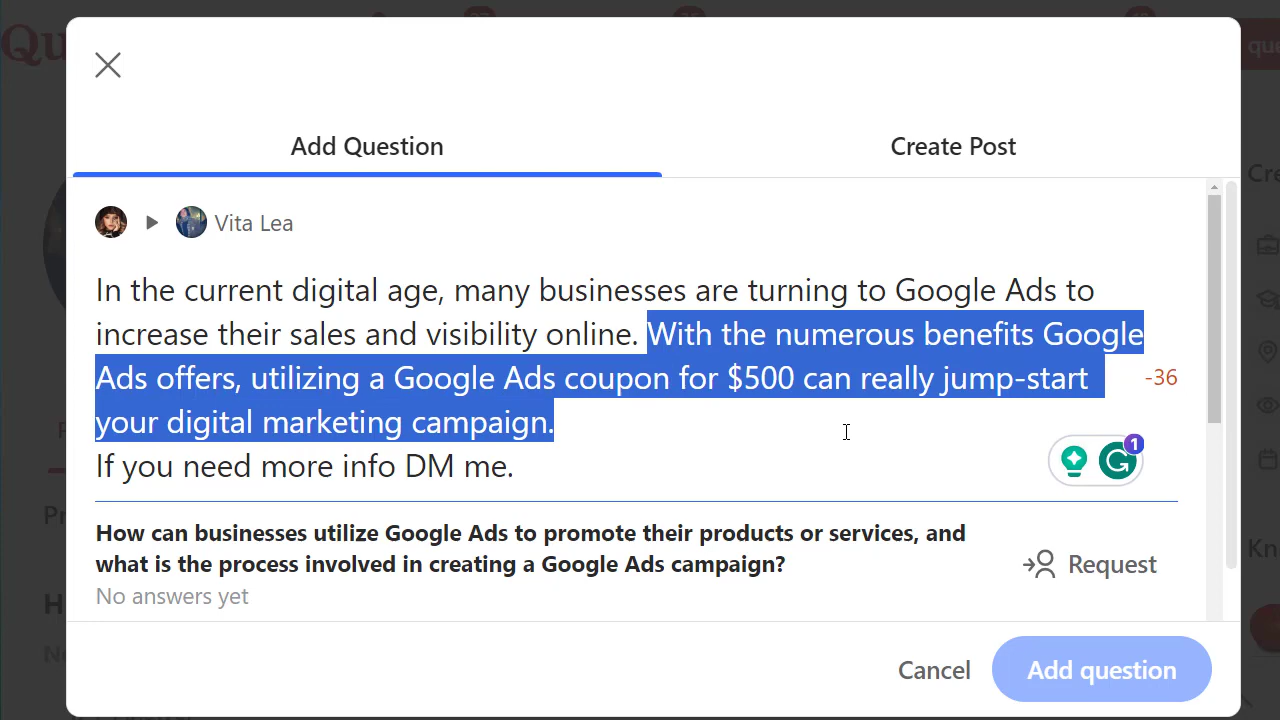 Add Question
Create Post
Vita Lea
In the current digital age, many businesses are turning to Google Ads to
increase their sales and visibility online. With the numerous benefits Google
Ads offers, utilizing a Google Ads coupon for $500 can really jump-start
-36
your digital marketing campaign.
1
If you need more info DM me.
How can businesses utilize Google Ads to promote their products or services, and
what is the process involved in creating a Google Ads campaign?
Request
No answers yet
Cancel
Add question